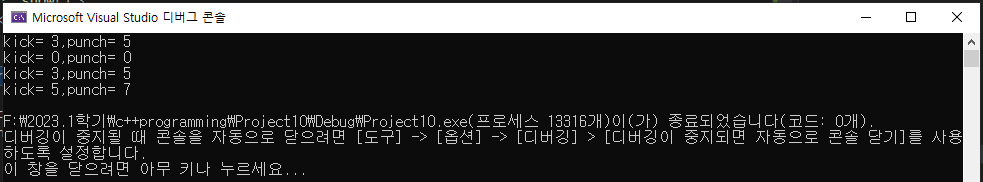 Microsoft Visual Studio 디버그 콘솔
kick= 3,punch= 5
kick= 0,punch= 0
kick= 3,punch= 5
kick= 5,punch= 7
F:₩2023.1학기₩c++programming₩Project10₩Debug₩Project10.exe(프로세스 13316개)이(가) 종료되었습니다(코드: 0개).
디버깅이 중지될 때 콘솔을 자동으로 닫으려면 [도구] -> [옵션] -> [디버깅] > [디버깅이 중지되면 자동으로 콘솔 닫기]를 사용
하도록 설정합니다.
이 창을 닫으려면 아무 키나 누르세요...